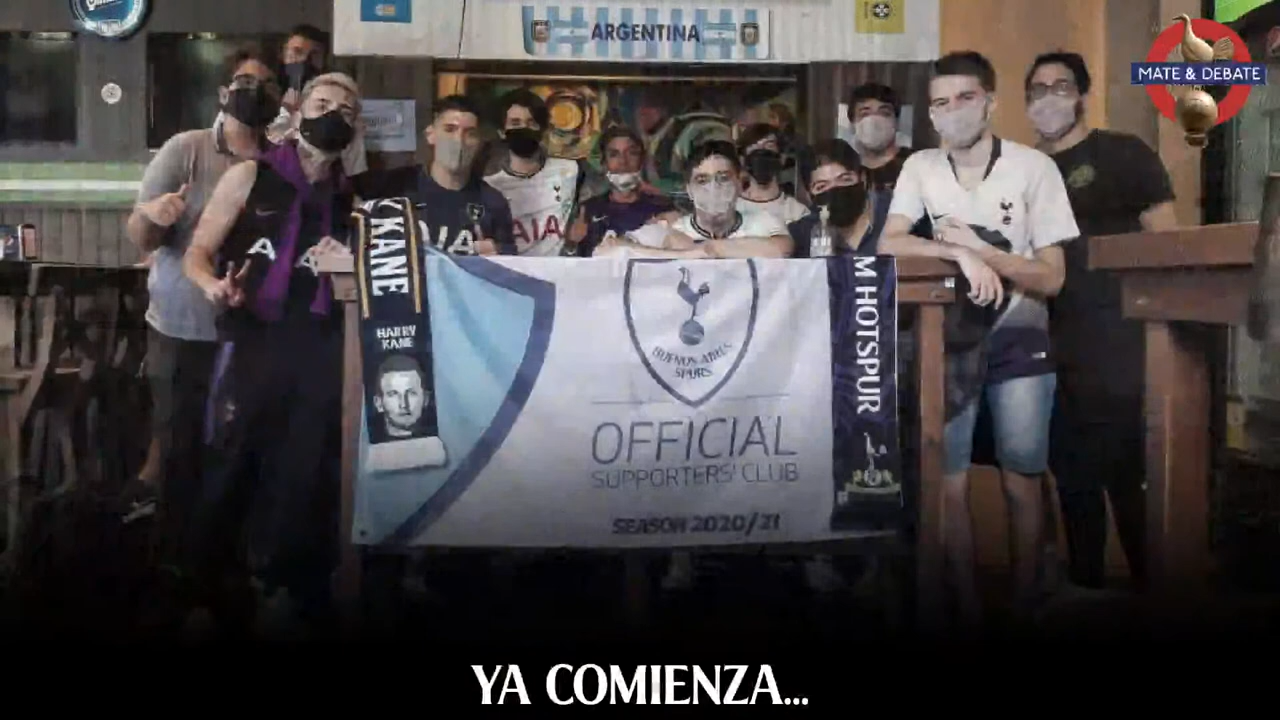 ARGENTINA
MATE & DEBATE
KANE
HARRY
KANE
AIA
AIA
BUENOS AIRES
SPURS
OFFICIAL
SUPPORTERS' CLUB
SEASON 2020/21
M HOTSPUR
YA COMIENZA...